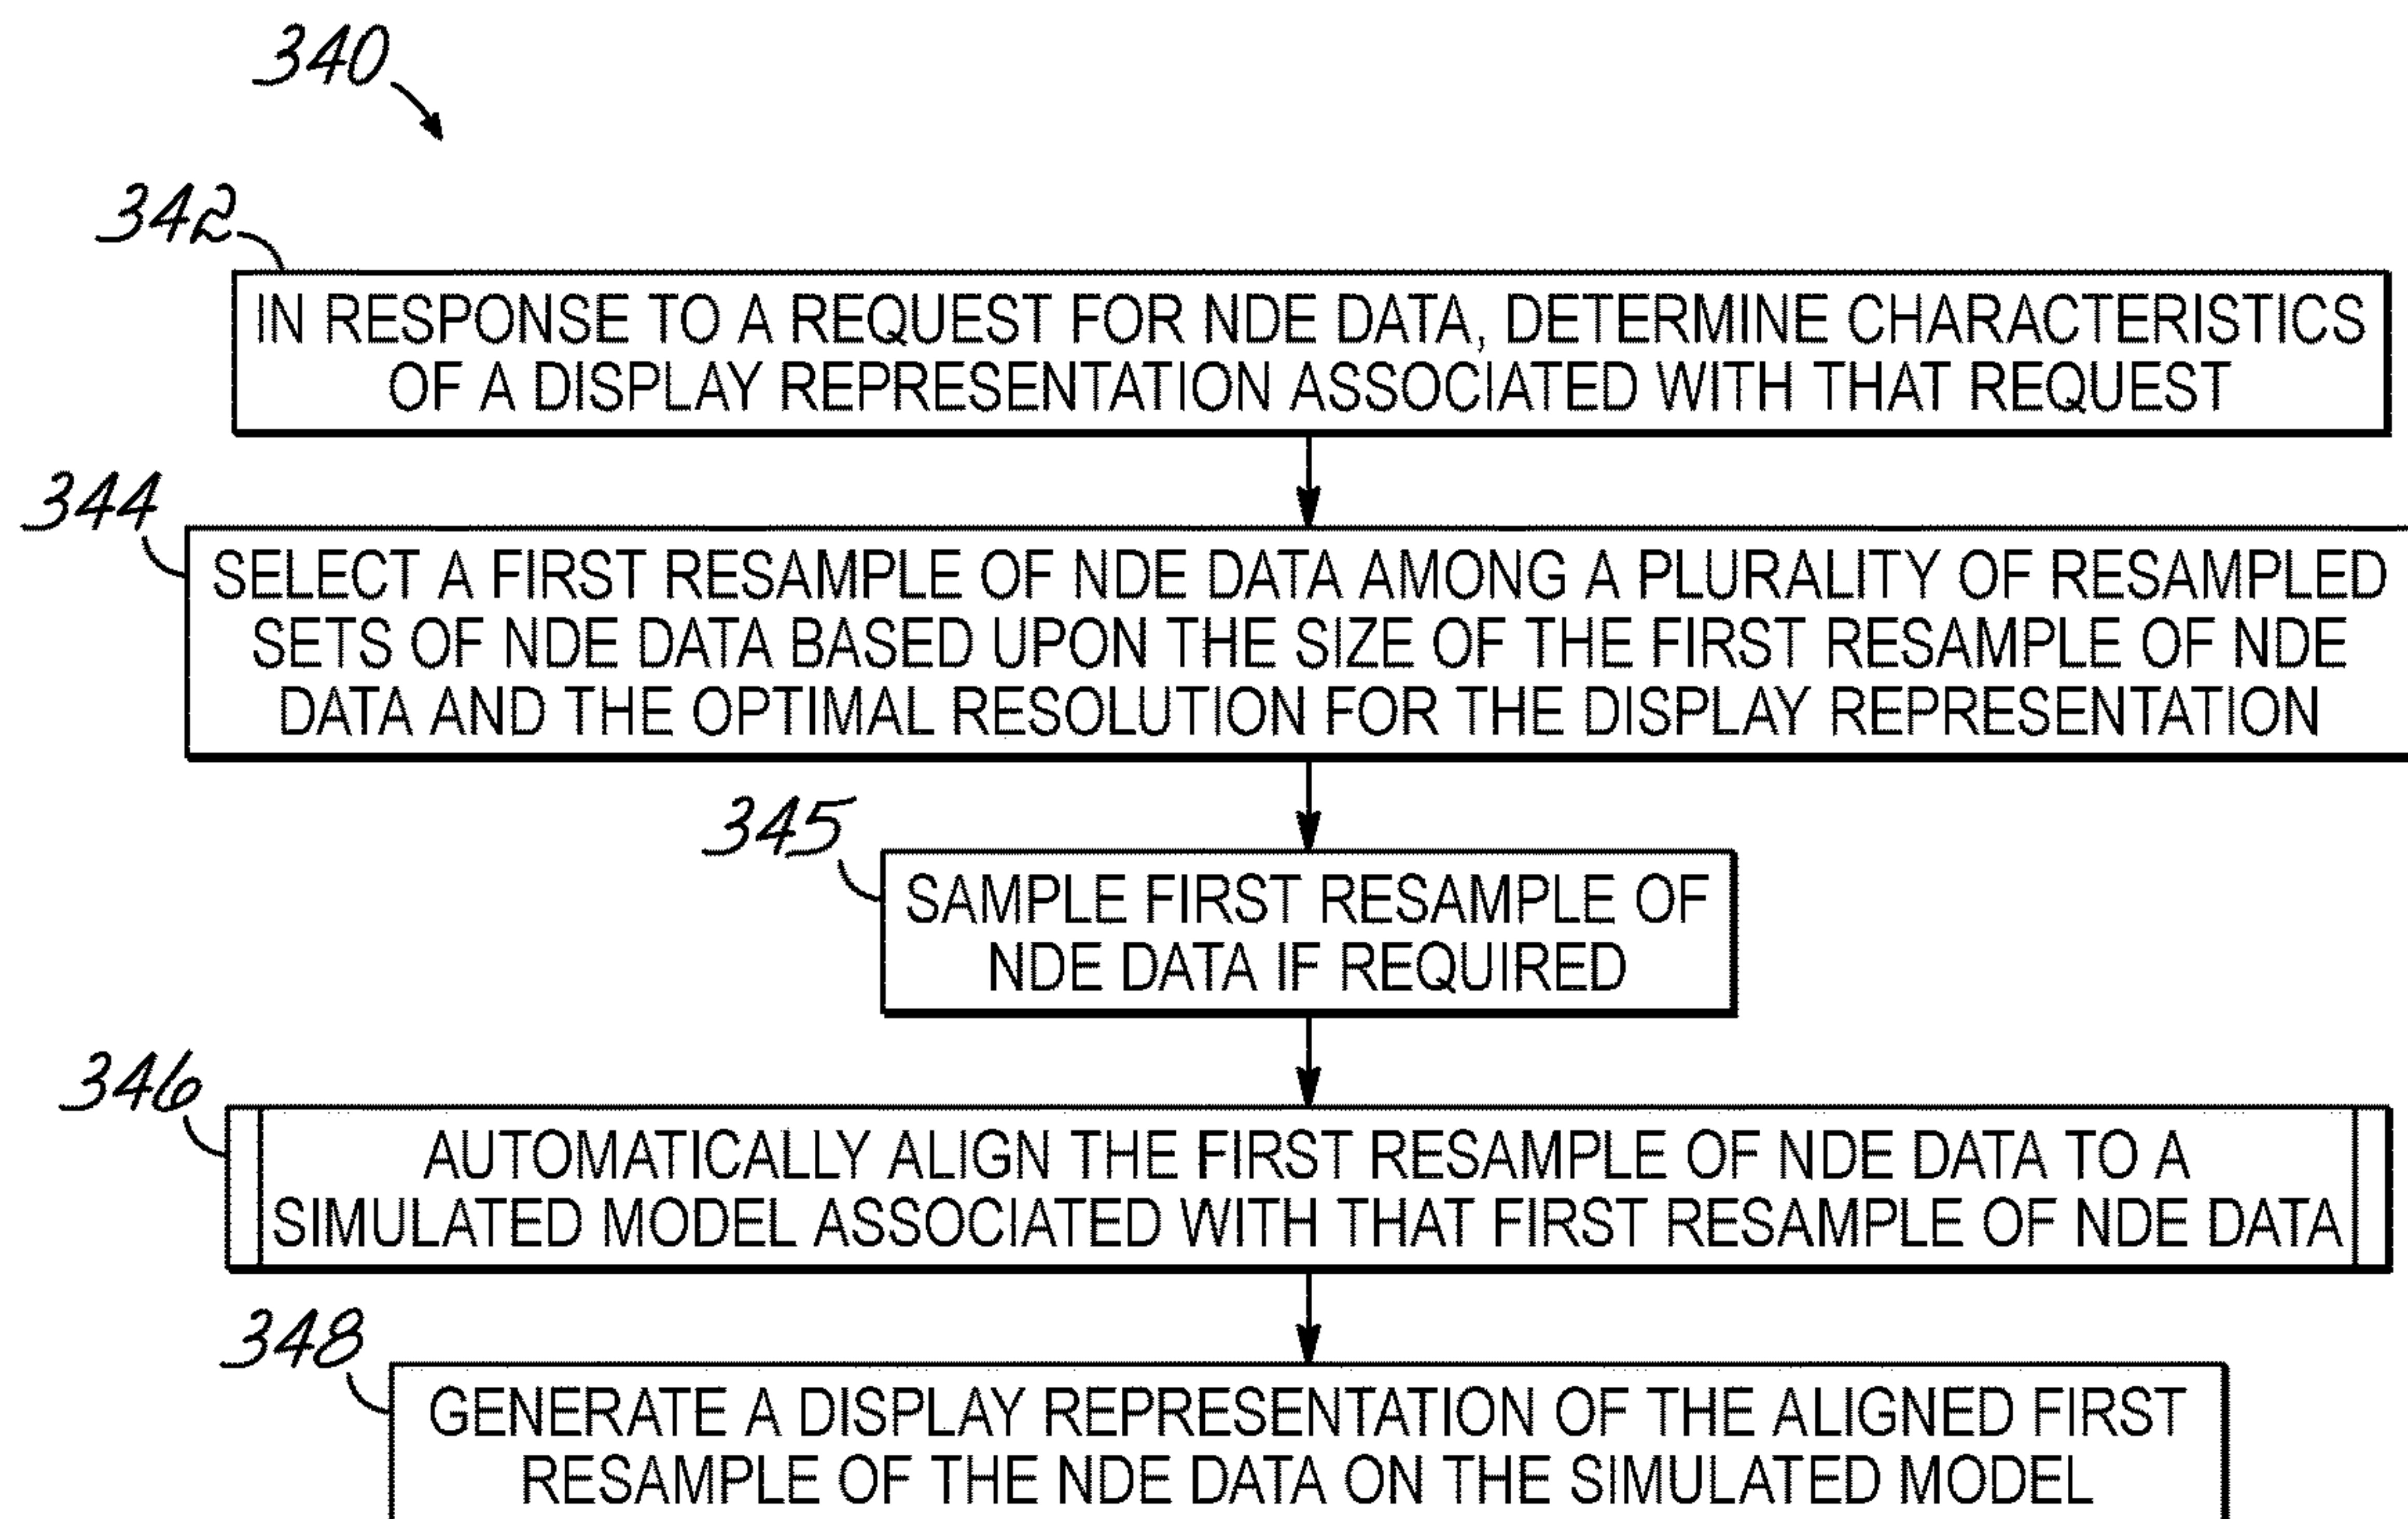 340
342
IN RESPONSE TO A REQUEST FOR NDE DATA, DETERMINE CHARACTERISTICS
OF A DISPLAY REPRESENTATION ASSOCIATED WITH THAT REQUEST
344
SELECT A FIRST RESAMPLE OF NDE DATA AMONG A PLURALITY OF RESAMPLED
SETS OF NDE DATA BASED UPON THE SIZE OF THE FIRST RESAMPLE OF NDE
DATA AND THE OPTIMAL RESOLUTION FOR THE DISPLAY REPRESENTATION
345
SAMPLE FIRST RESAMPLE OF
NDE DATA IF REQUIRED
346
AUTOMATICALLY ALIGN THE FIRST RESAMPLE OF NDE DATA TO A
SIMULATED MODEL ASSOCIATED WITH THAT FIRST RESAMPLE OF NDE DATA
348
GENERATE A DISPLAY REPRESENTATION OF THE ALIGNED FIRST
RESAMPLE OF THE NDE DATA ON THE SIMULATED MODEL